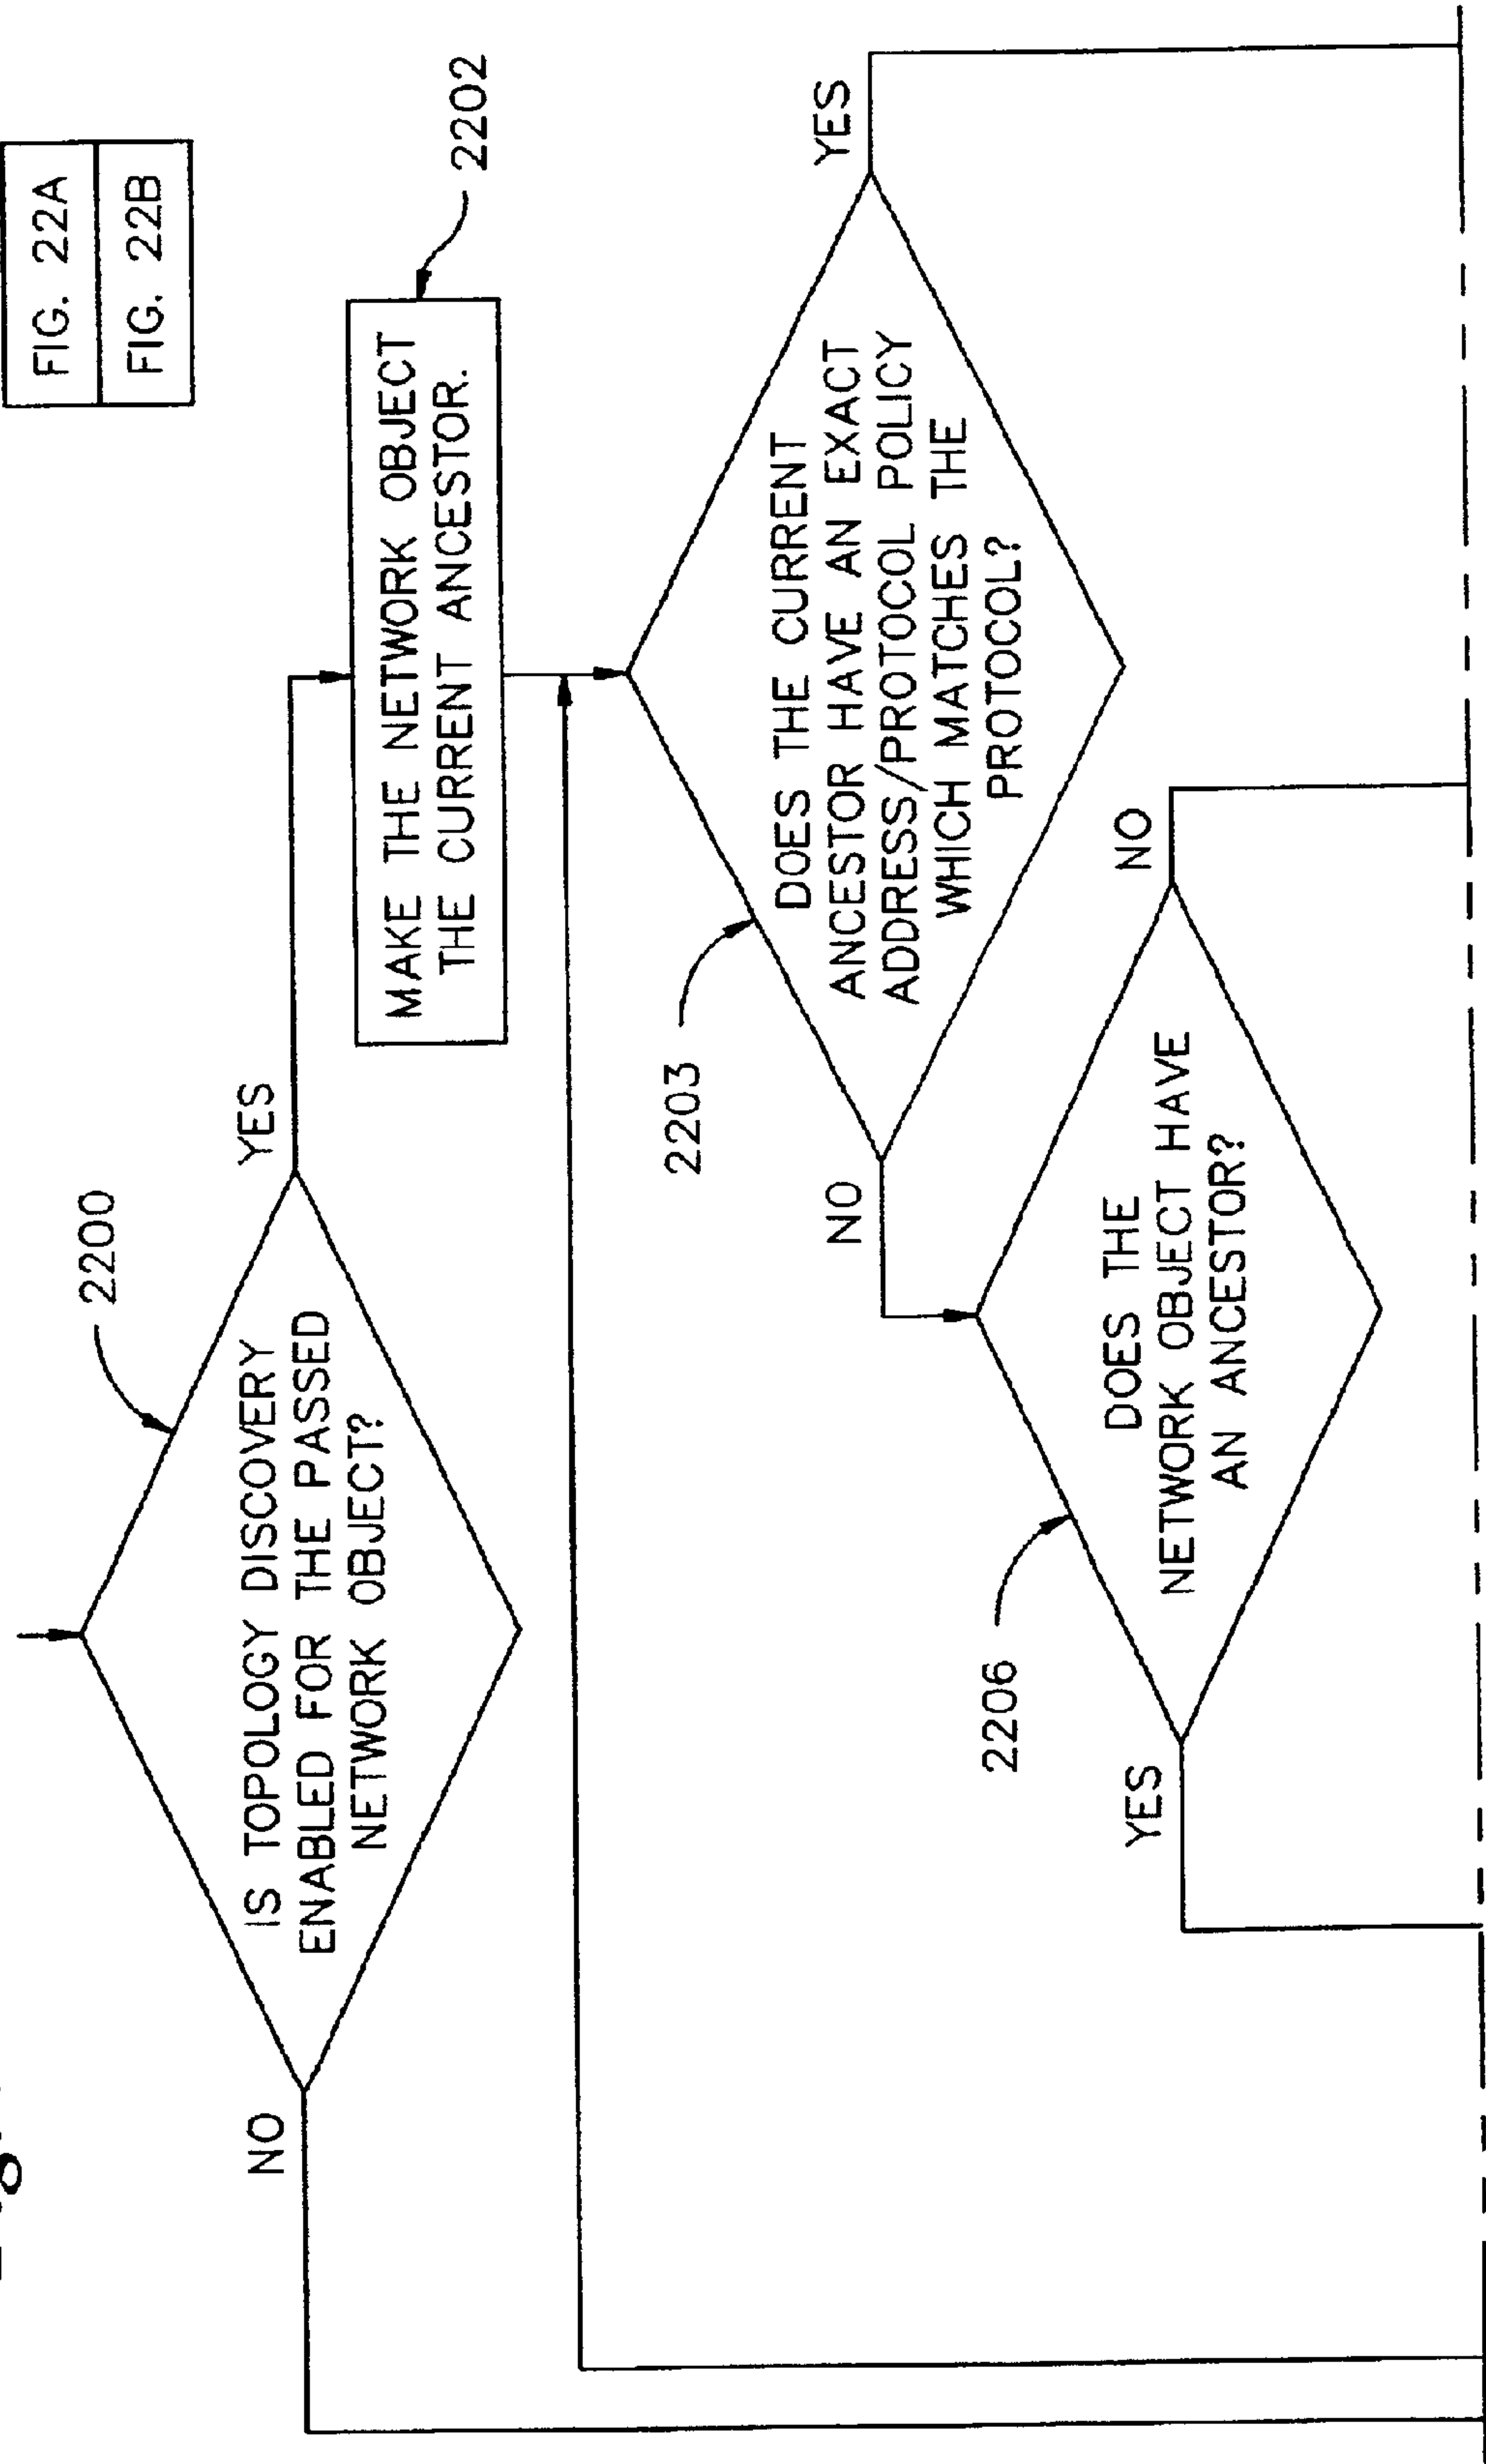 FIG. 22A
FIG. 22B
2200
IS TOPOLOGY DISCOVERY
ENABLED FOR THE PASSED
NETWORK OBJECT?
NO
YES
2202
MAKE THE NETWORK OBJECT
THE CURRENT ANCESTOR.
2203
DOES THE CURRENT
ANCESTOR HAVE AN EXACT
ADDRESS/PROTOCOL POLICY
WHICH MATCHES THE
PROTOCOL?
NO
YES
2206
DOES THE
NETWORK OBJECT HAVE
AN ANCESTOR?
YES
NO